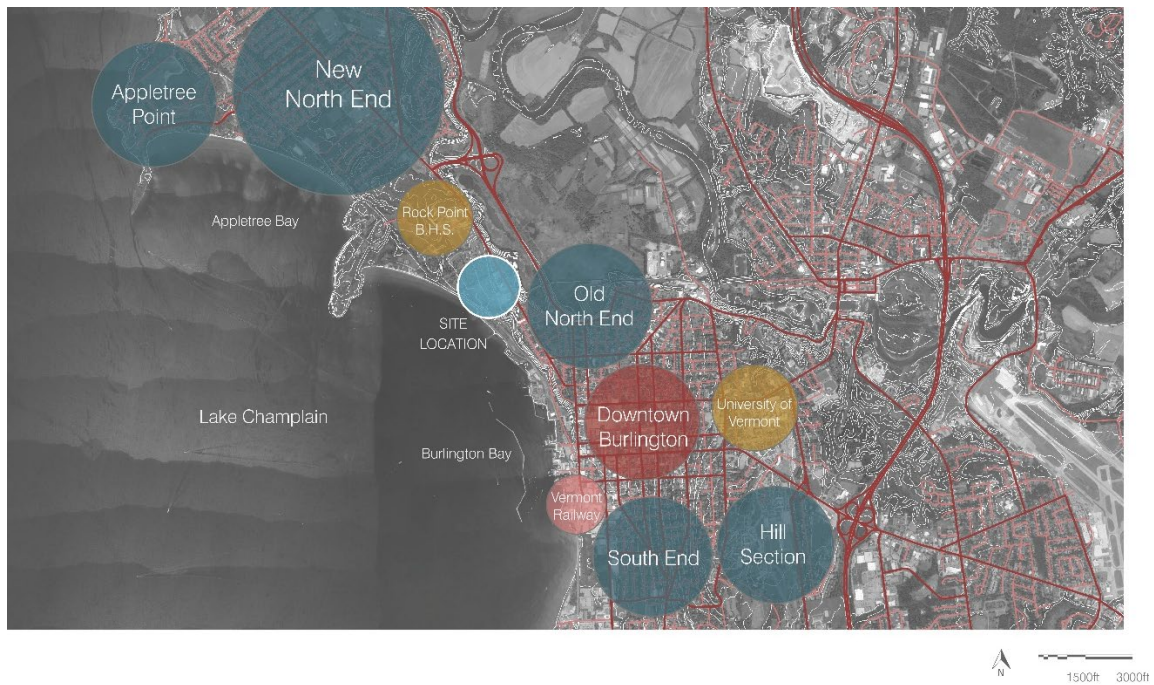 New
North End
Appletree
Point
Rock Point
B.H.S.
Appletree Bay
Old
North End
SITE
LOCATION
Lake Champlain
Downtown
Burlington
University of
Vermont
Burlington Bay
Vermont
Railway
South End
Hill
Section
N
1500ft 3000ft